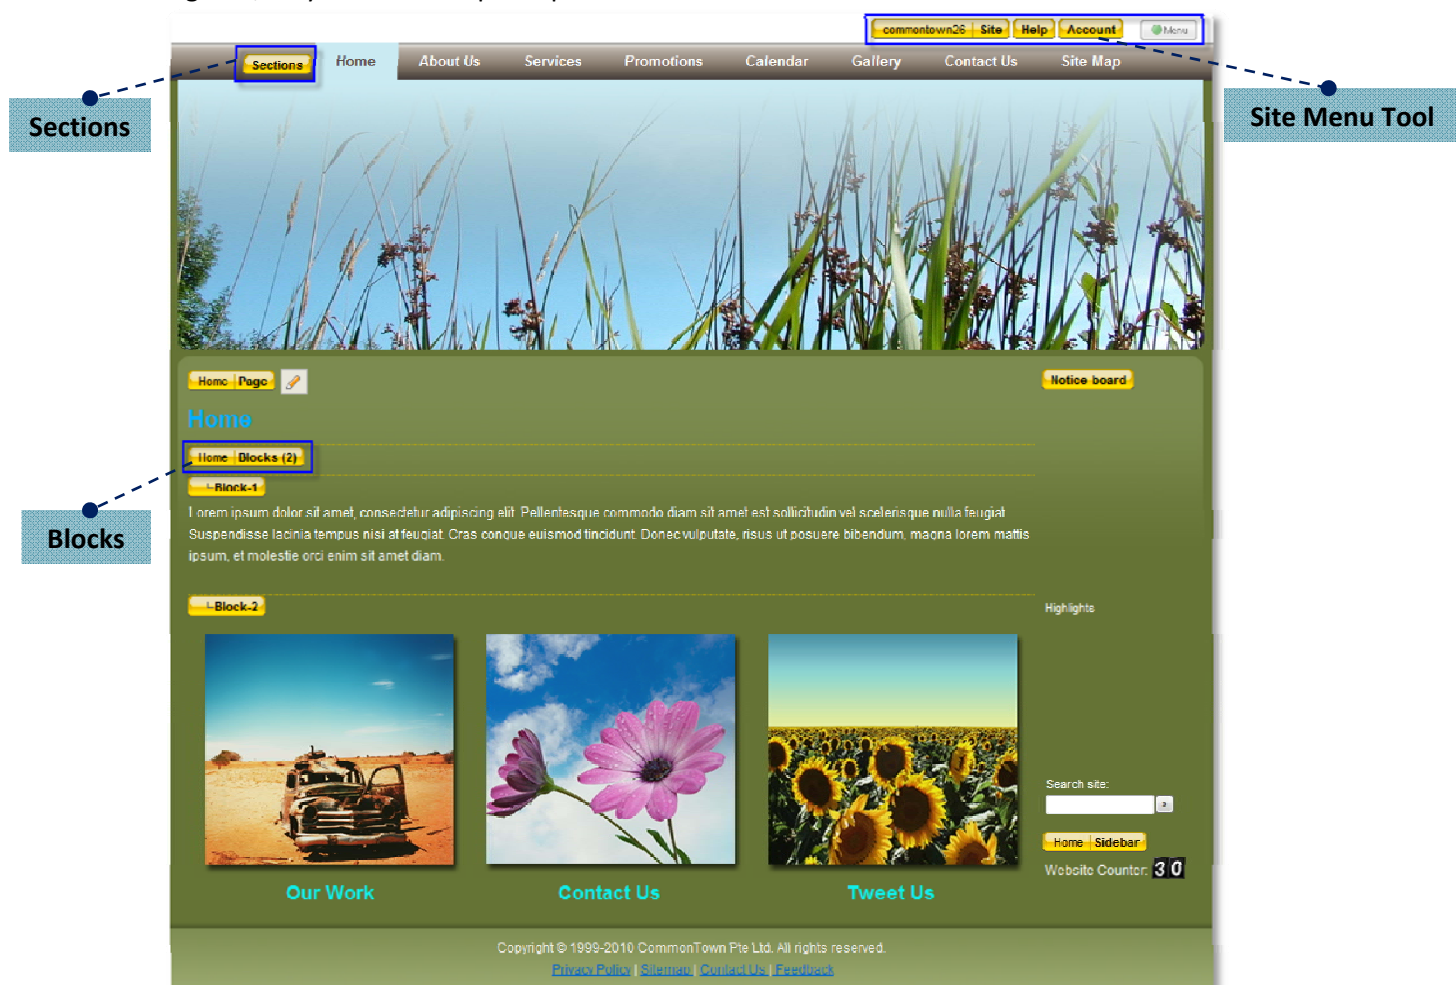 commontown26 Site Help Account Menu
Sections Home About Us Services Promotions Calendar Gallery Contact Us Site Map
Sections
Site Menu Tool
Home Page
Notice board
Home
Home Blocks (2)
Block-1
Lorem ipsum dolor sit amet, consectetur adipiscing elit. Pellentesque commodo diam sit amet est sollicitudin vel scelerisque nulla feugiat.
Suspendisse lacinia tempus nisi at feugiat. Cras congue euismod tincidunt. Donec vulputate, risus ut posuere bibendum, magna lorem mattis
ipsum, et molestie orci enim sit amet diam.
Blocks
Block-2
Highlights
Search site:
Home Sidebar
Website Counter: 30
Our Work Contact Us Tweet Us
Copyright © 1999-2010 CommonTown Pte Ltd. All rights reserved.
Privacy Policy | Sitemap | Contact Us | Feedback